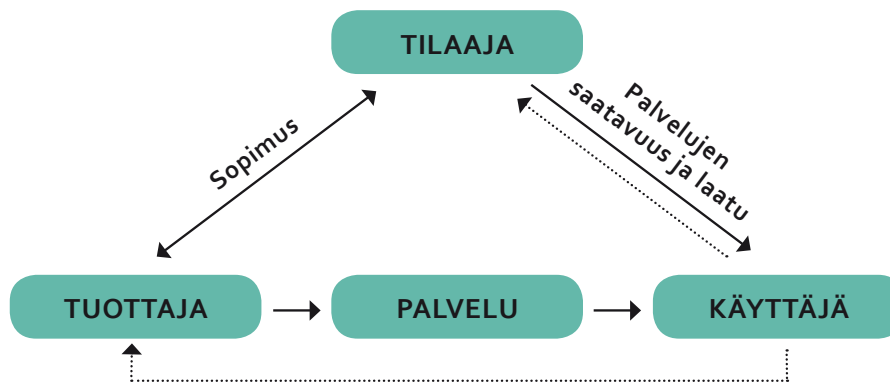 TILAAJA
Sopimus
Palvelujen
saatavuus ja laatu
TUOTTAJA
PALVELU
KÄYTTÄJÄ